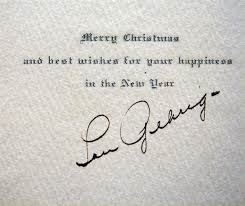 Merry Christmas
and best wishes for your happiness
in the New Year
Lou Gehrig